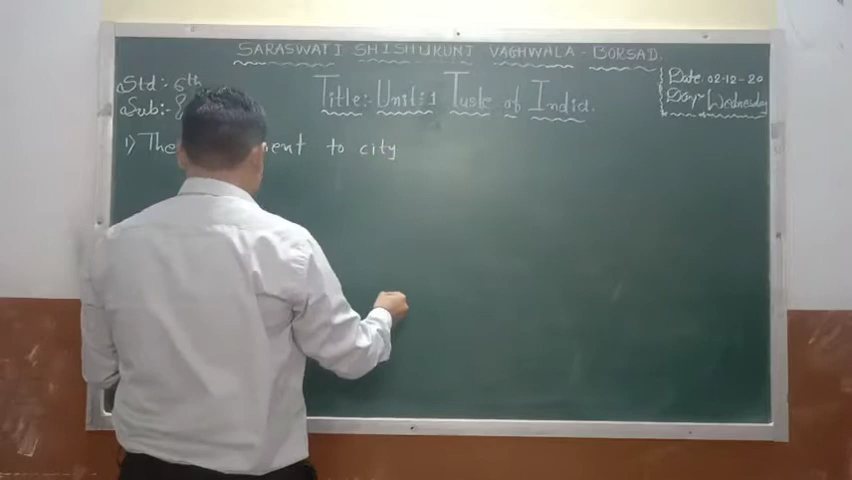 SARASWATI SHISHUKUNJ VAGHWALA - BORSAD.
Std:- 6th
Sub:-
Title:- Unit:1 Tusk of India.
Date: 02-12-20
Day:- Wednesday
1) The to city